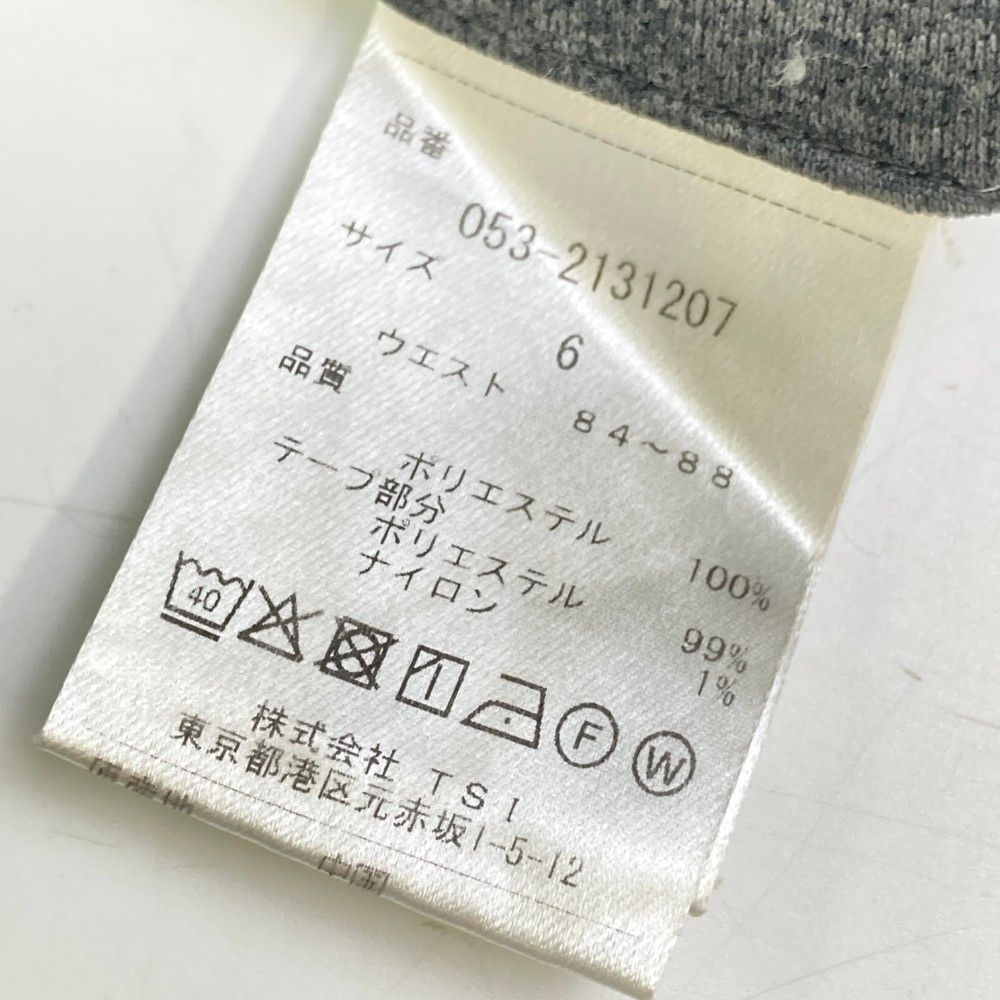 品番
053-2131207
サイズ
6
ウエスト 84〜88
品質
ポリエステル 100%
テープ部分
ポリエステル 99%
ナイロン 1%
40 F W
株式会社 TSI
東京都港区元赤坂1-5-12